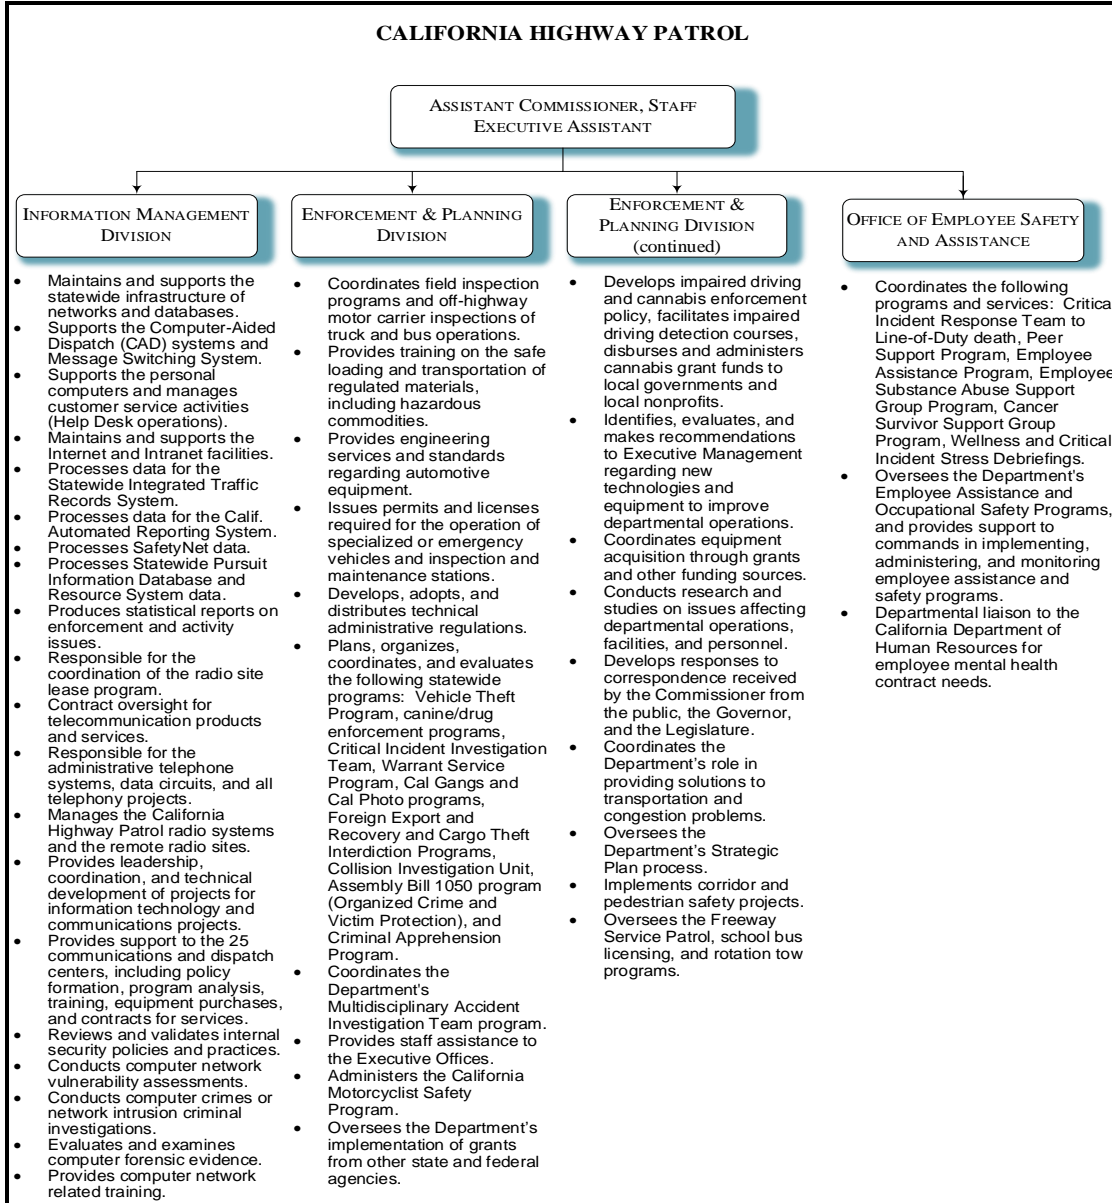 CALIFORNIA HIGHWAY PATROL
ASSISTANT COMMISSIONER, STAFF
EXECUTIVE ASSISTANT
INFORMATION MANAGEMENT
DIVISION
• Maintains and supports the
statewide infrastructure of
networks and databases.
• Supports the Computer-Aided
Dispatch (CAD) systems and
Message Switching System.
• Supports the personal
computers and manages
customer service activities
(Help Desk operations).
• Maintains and supports the
Internet and Intranet facilities.
• Processes data for the
Statewide Integrated Traffic
Records System.
• Processes data for the Calif.
Automated Reporting System.
• Processes SafetyNet data.
• Processes Statewide Pursuit
Information Database and
Resource System data.
• Produces statistical reports on
enforcement and activity
issues.
• Responsible for the
coordination of the radio site
lease program.
• Contract oversight for
telecommunication products
and services.
• Responsible for the
administrative telephone
systems, data circuits, and all
telephony projects.
• Manages the California
Highway Patrol radio systems
and the remote radio sites.
• Provides leadership,
coordination, and technical
development of projects for
information technology and
communications projects.
• Provides support to the 25
communications and dispatch
centers, including policy
formation, program analysis,
training, equipment purchases,
and contracts for services.
• Reviews and validates internal
security policies and practices.
• Conducts computer network
vulnerability assessments.
• Conducts computer crimes or
network intrusion criminal
investigations.
• Evaluates and examines
computer forensic evidence.
• Provides computer network
related training.
ENFORCEMENT & PLANNING
DIVISION
• Coordinates field inspection
programs and off-highway
motor carrier inspections of
truck and bus operations.
• Provides training on the safe
loading and transportation of
regulated materials,
including hazardous
commodities.
• Provides engineering
services and standards
regarding automotive
equipment.
• Issues permits and licenses
required for the operation of
specialized or emergency
vehicles and inspection and
maintenance stations.
• Develops, adopts, and
distributes technical
administrative regulations.
• Plans, organizes,
coordinates, and evaluates
the following statewide
programs: Vehicle Theft
Program, canine/drug
enforcement programs,
Critical Incident Investigation
Team, Warrant Service
Program, Cal Gangs and
Cal Photo programs,
Foreign Export and
Recovery and Cargo Theft
Interdiction Programs,
Collision Investigation Unit,
Assembly Bill 1050 program
(Organized Crime and
Victim Protection), and
Criminal Apprehension
Program.
• Coordinates the
Department's
Multidisciplinary Accident
Investigation Team program.
• Provides staff assistance to
the Executive Offices.
• Administers the California
Motorcyclist Safety
Program.
• Oversees the Department's
implementation of grants
from other state and federal
agencies.
ENFORCEMENT &
PLANNING DIVISION
(continued)
• Develops impaired driving
and cannabis enforcement
policy, facilitates impaired
driving detection courses,
disburses and administers
cannabis grant funds to
local governments and
local nonprofits.
• Identifies, evaluates, and
makes recommendations
to Executive Management
regarding new
technologies and
equipment to improve
departmental operations.
• Coordinates equipment
acquisition through grants
and other funding sources.
• Conducts research and
studies on issues affecting
departmental operations,
facilities, and personnel.
• Develops responses to
correspondence received
by the Commissioner from
the public, the Governor,
and the Legislature.
• Coordinates the
Department's role in
providing solutions to
transportation and
congestion problems.
• Oversees the
Department's Strategic
Plan process.
• Implements corridor and
pedestrian safety projects.
• Oversees the Freeway
Service Patrol, school bus
licensing, and rotation tow
programs.
OFFICE OF EMPLOYEE SAFETY
AND ASSISTANCE
• Coordinates the following
programs and services: Critical
Incident Response Team to
Line-of-Duty death, Peer
Support Program, Employee
Assistance Program, Employee
Substance Abuse Support
Group Program, Cancer
Survivor Support Group
Program, Wellness and Critical
Incident Stress Debriefings.
• Oversees the Department's
Employee Assistance and
Occupational Safety Programs,
and provides support to
commands in implementing,
administering, and monitoring
employee assistance and
safety programs.
• Departmental liaison to the
California Department of
Human Resources for
employee mental health
contract needs.